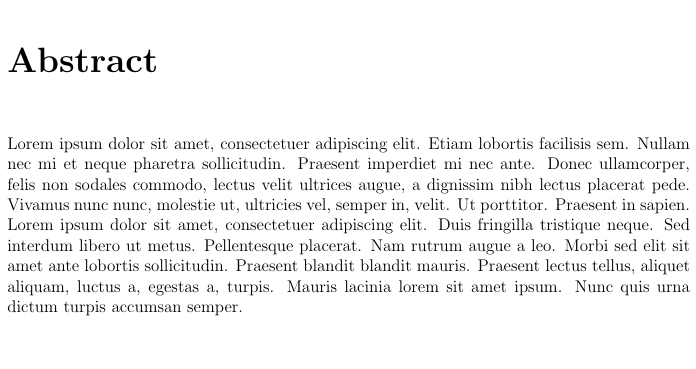 Abstract
Lorem ipsum dolor sit amet, consectetuer adipiscing elit. Etiam lobortis facilisis sem. Nullam
nec mi et neque pharetra sollicitudin. Praesent imperdiet mi nec ante. Donec ullamcorper,
felis non sodales commodo, lectus velit ultrices augue, a dignissim nibh lectus placerat pede.
Vivamus nunc nunc, molestie ut, ultricies vel, semper in, velit. Ut porttitor. Praesent in sapien.
Lorem ipsum dolor sit amet, consectetuer adipiscing elit. Duis fringilla tristique neque. Sed
interdum libero ut metus. Pellentesque placerat. Nam rutrum augue a leo. Morbi sed elit sit
amet ante lobortis sollicitudin. Praesent blandit blandit mauris. Praesent lectus tellus, aliquet
aliquam, luctus a, egestas a, turpis. Mauris lacinia lorem sit amet ipsum. Nunc quis urna
dictum turpis accumsan semper.